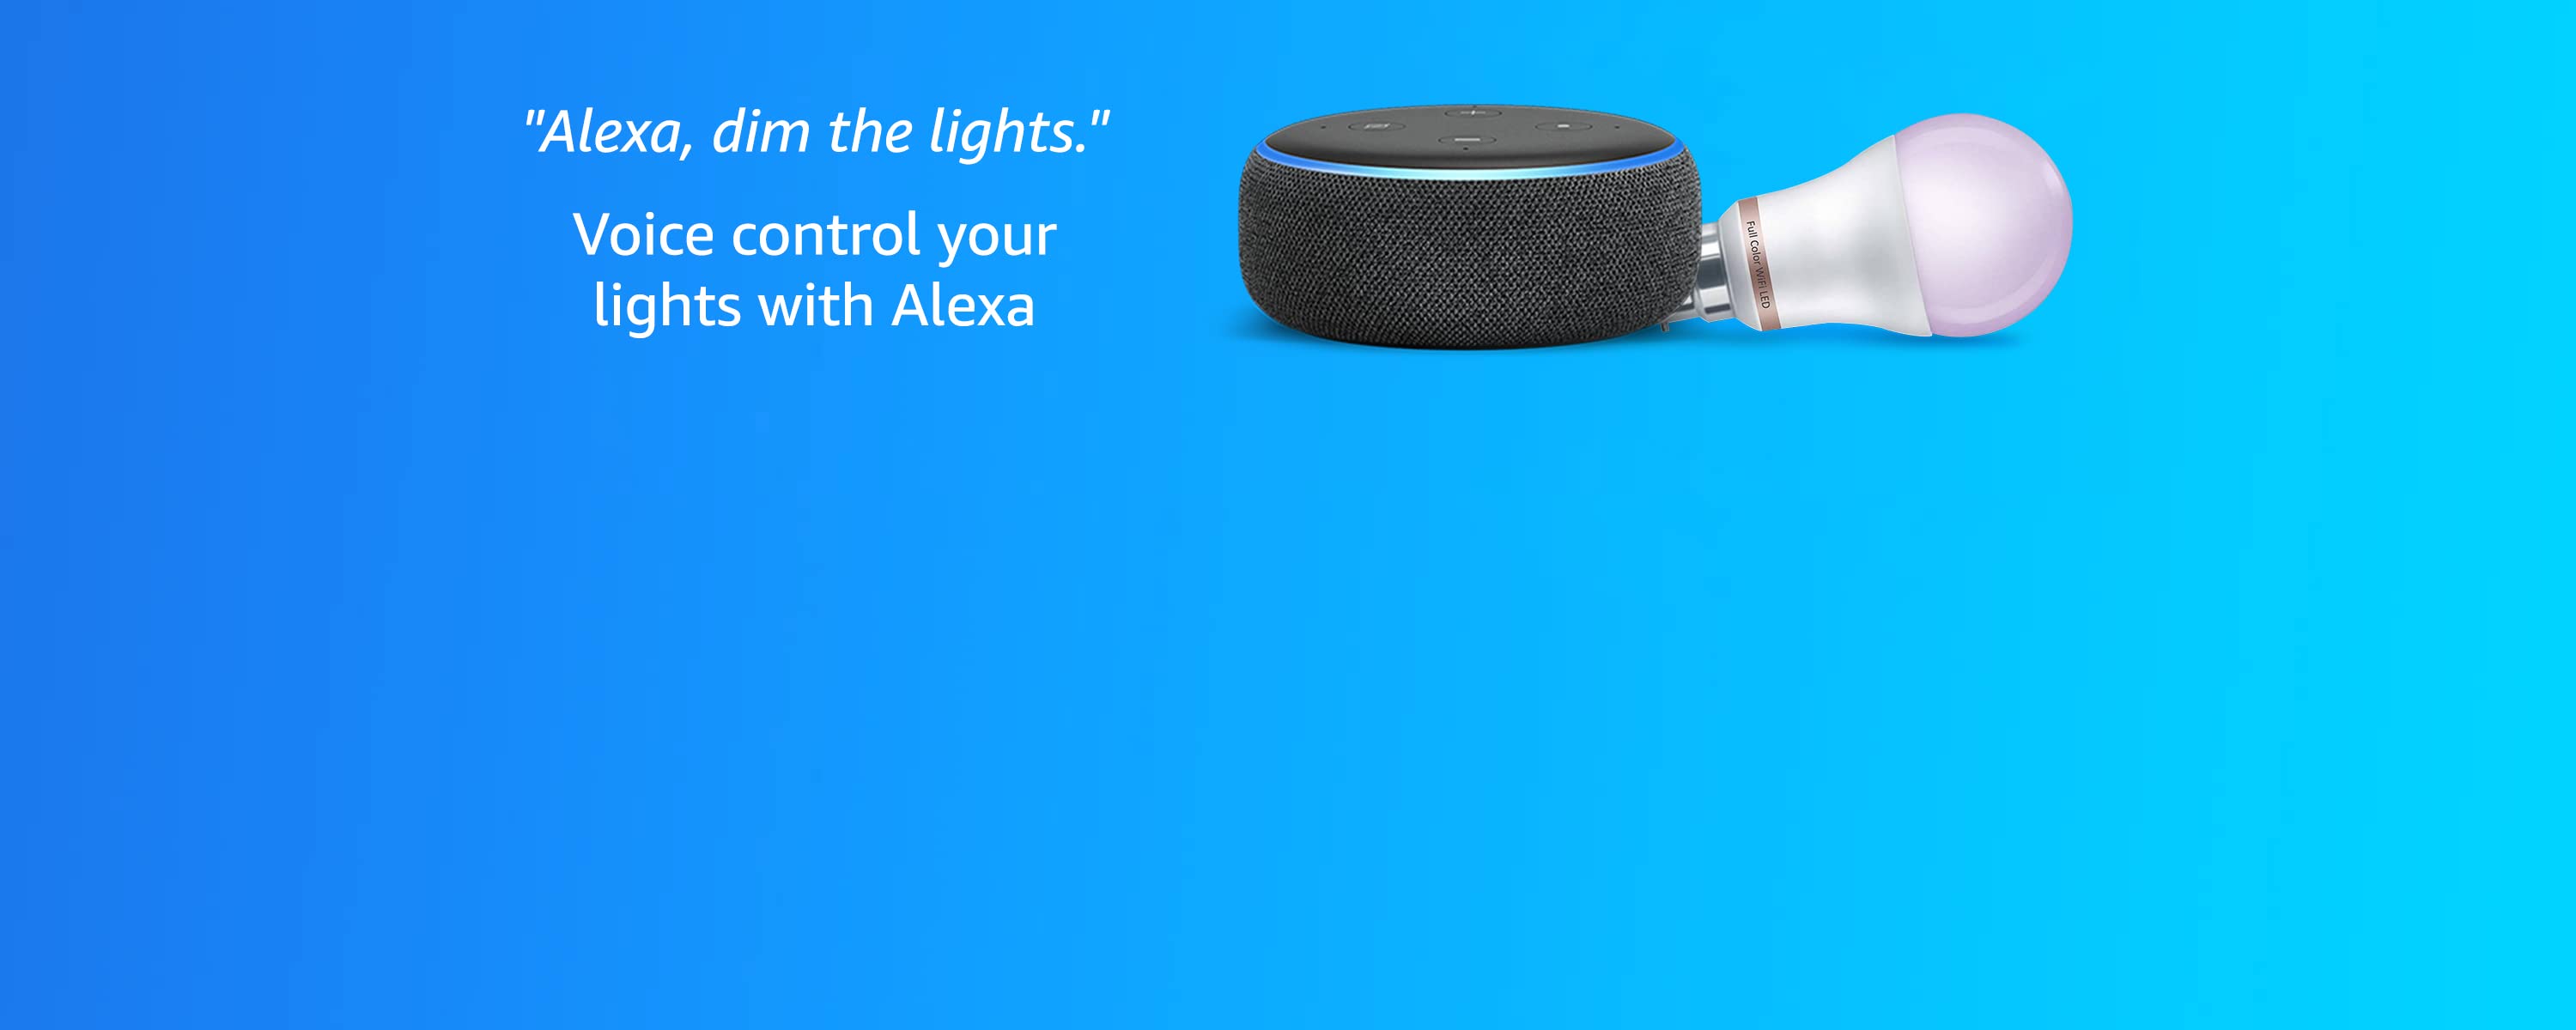 "Alexa, dim the lights."
Voice control your
lights with Alexa
Full Color WiFi LED